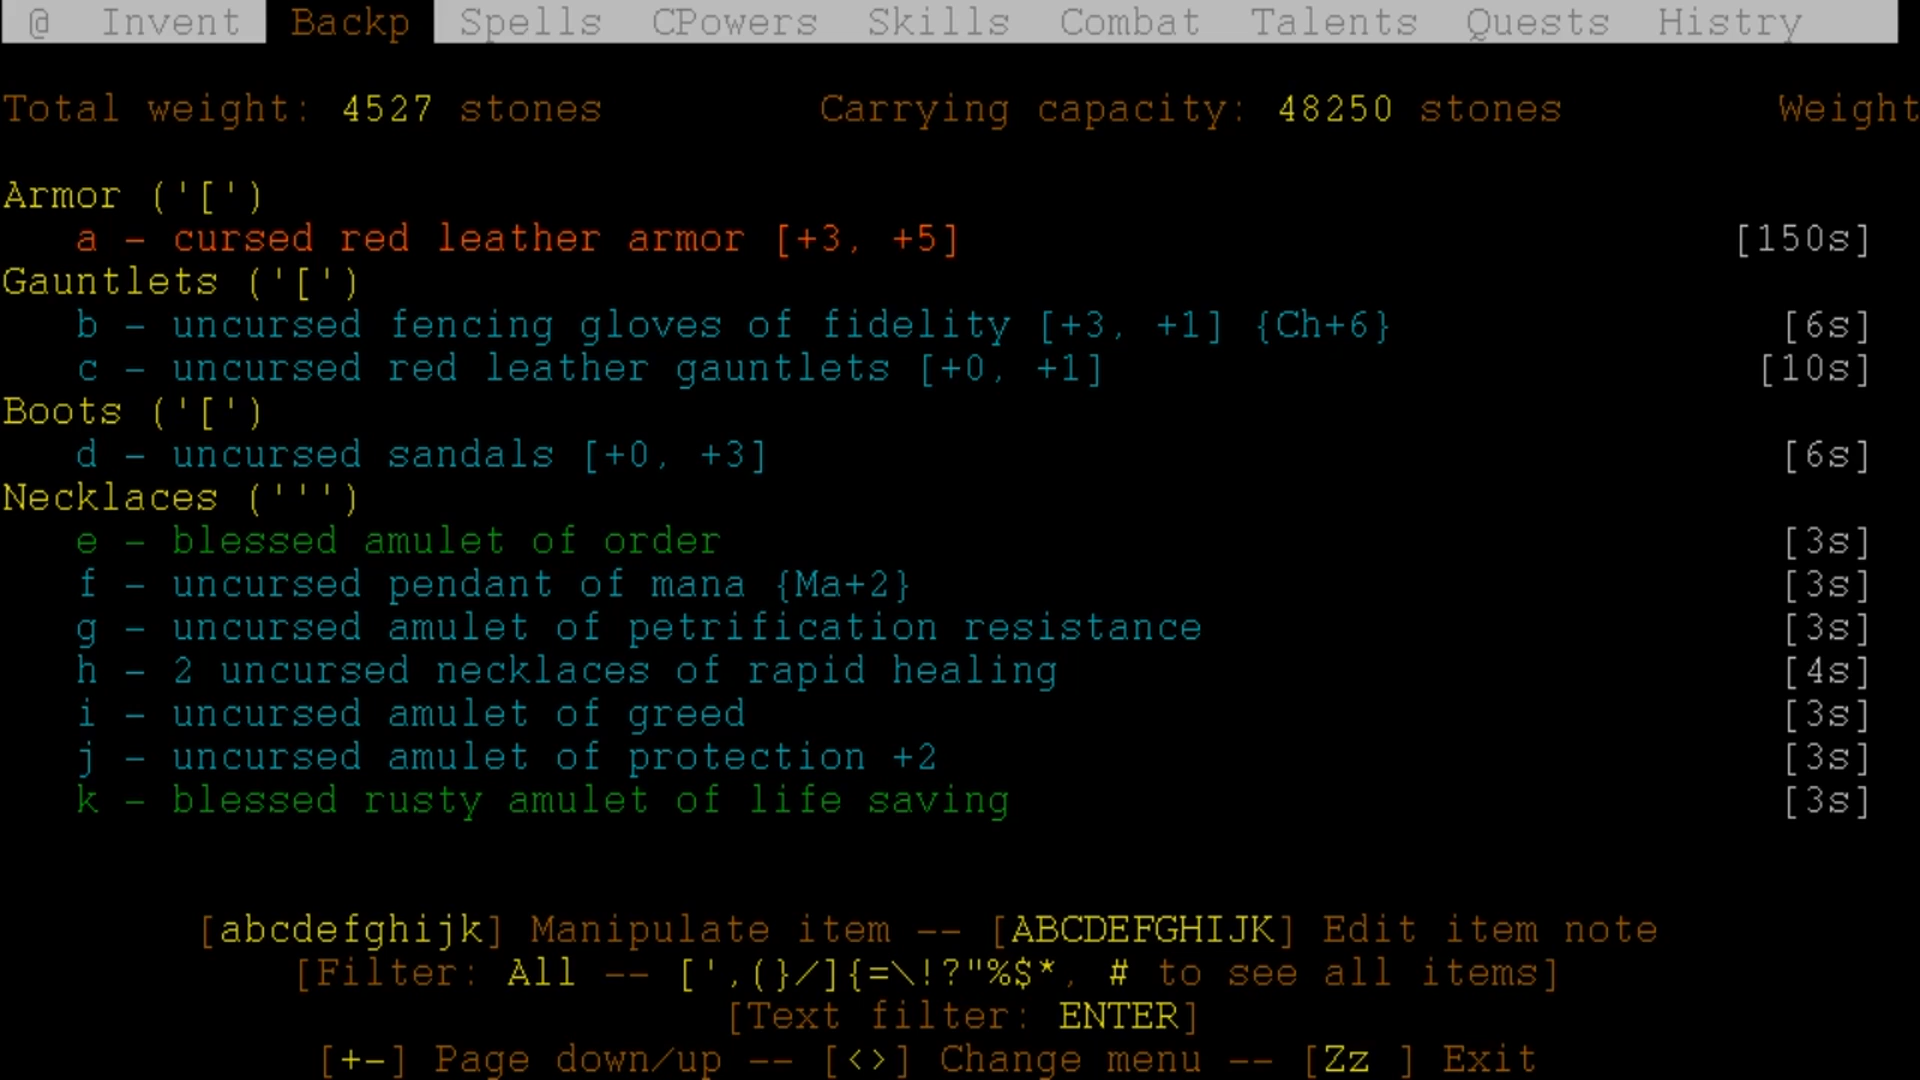 @ Invent Backp Spells CPowers Skills Combat Talents Quests Histry
Total weight: 4527 stones Carrying capacity: 48250 stones Weight
Armor ('[')
a - cursed red leather armor [+3, +5] [150s]
Gauntlets ('[')
b - uncursed fencing gloves of fidelity [+3, +1] {Ch+6} [6s]
c - uncursed red leather gauntlets [+0, +1] [10s]
Boots ('[')
d - uncursed sandals [+0, +3] [6s]
Necklaces (''')
e - blessed amulet of order [3s]
f - uncursed pendant of mana {Ma+2} [3s]
g - uncursed amulet of petrification resistance [3s]
h - 2 uncursed necklaces of rapid healing [4s]
i - uncursed amulet of greed [3s]
j - uncursed amulet of protection +2 [3s]
k - blessed rusty amulet of life saving [3s]
[abcdefghijk] Manipulate item -- [ABCDEFGHIJK] Edit item note
[Filter: All -- [',(}/]{=\!?"%$*, # to see all items]
[Text filter: ENTER]
[+-] Page down/up -- [<>] Change menu -- [Zz ] Exit